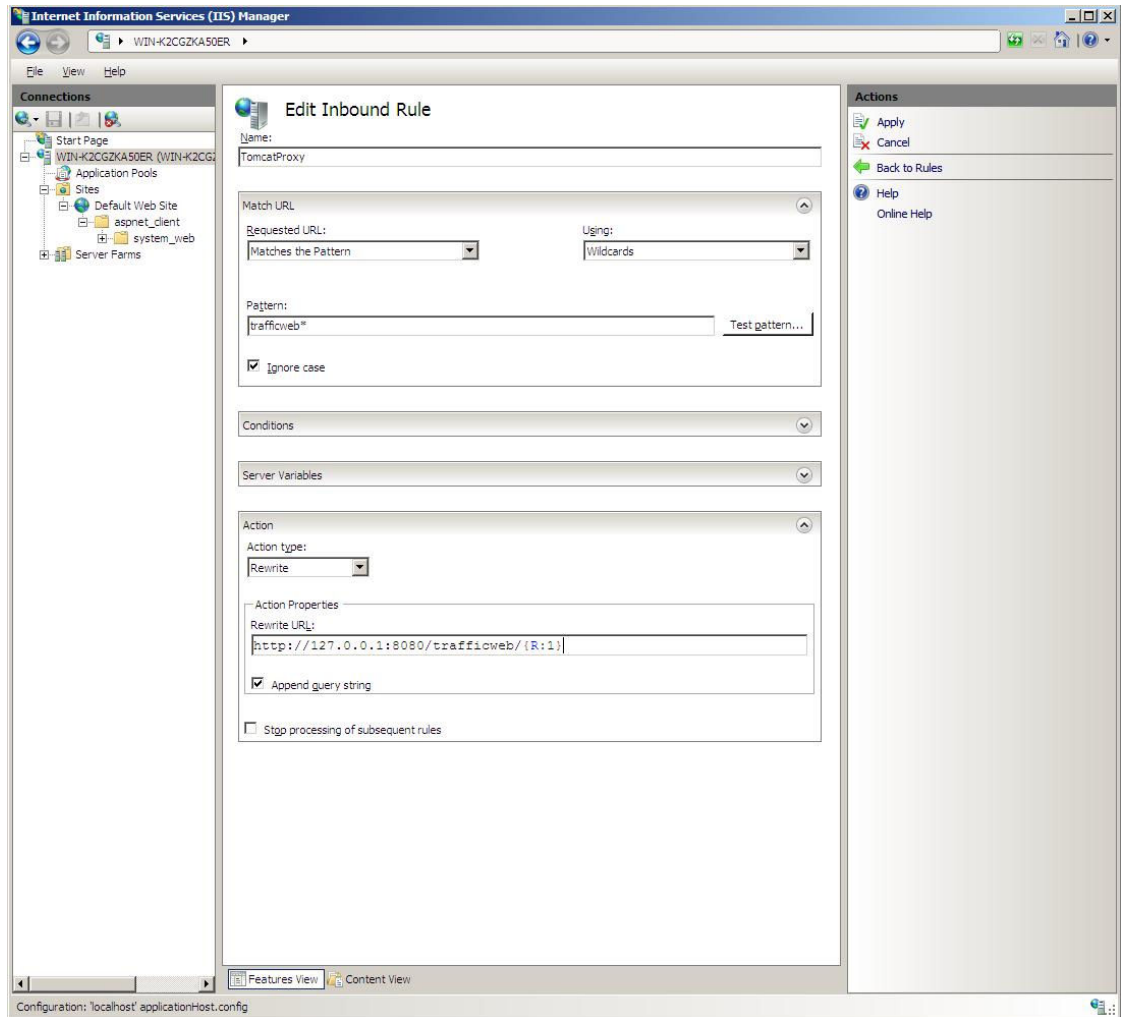 Internet Information Services (IIS) Manager
WIN-K2CGZKA50ER
File View Help
Connections
Start Page
WIN-K2CGZKA50ER (WIN-K2CGZ
Application Pools
Sites
Default Web Site
aspnet_client
system_web
Server Farms
Edit Inbound Rule
Name:
TomcatProxy
Match URL
Requested URL: Using:
Matches the Pattern Wildcards
Pattern:
trafficweb* Test pattern...
Ignore case
Conditions
Server Variables
Action
Action type:
Rewrite
Action Properties
Rewrite URL:
http://127.0.0.1:8080/trafficweb/{R:1}
Append query string
Stop processing of subsequent rules
Features View Content View
Actions
Apply
Cancel
Back to Rules
Help
Online Help
Configuration: 'localhost' applicationHost.config